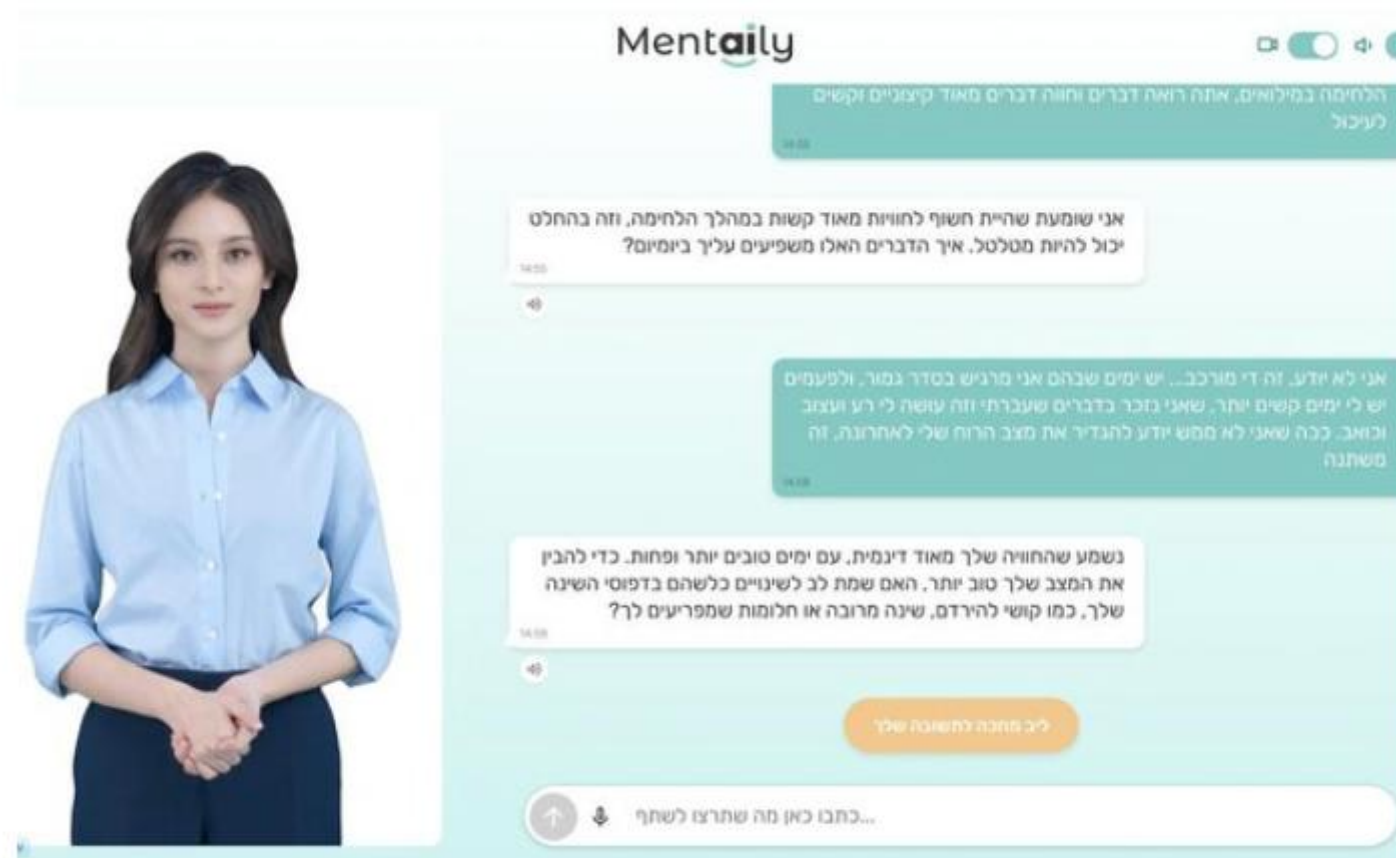 Mentaily
הלחימה במילואים, אתה רואה דברים וחווה דברים מאוד קיצוניים וקשים
לעיכול
אני שומעת שהיית חשוף לחוויות מאוד קשות במהלך הלחימה, וזה בהחלט
יכול להיות מטלטל. איך הדברים האלו משפיעים עליך ביומיום?
14:55
אני לא יודע. זה די מורכב... יש ימים שבהם אני מרגיש בסדר גמור, ולפעמים
יש לי ימים קשים יותר, שאני נזכר בדברים שעברתי וזה עושה לי רע ועצוב
וכואב. ככה שאני לא ממש יודע להגדיר את מצב הרוח שלי לאחרונה, זה
משתנה
נשמע שהחוויה שלך מאוד דינמית, עם ימים טובים יותר ופחות. כדי להבין
את המצב שלך טוב יותר, האם שמת לב לשינויים כלשהם בדפוסי השינה
שלך, כמו קושי להירדם, שינה מרובה או חלומות שמפריעים לך?
14:58
ליב מחכה לתשובה שלך
כתבו כאן מה שתרצו לשתף...